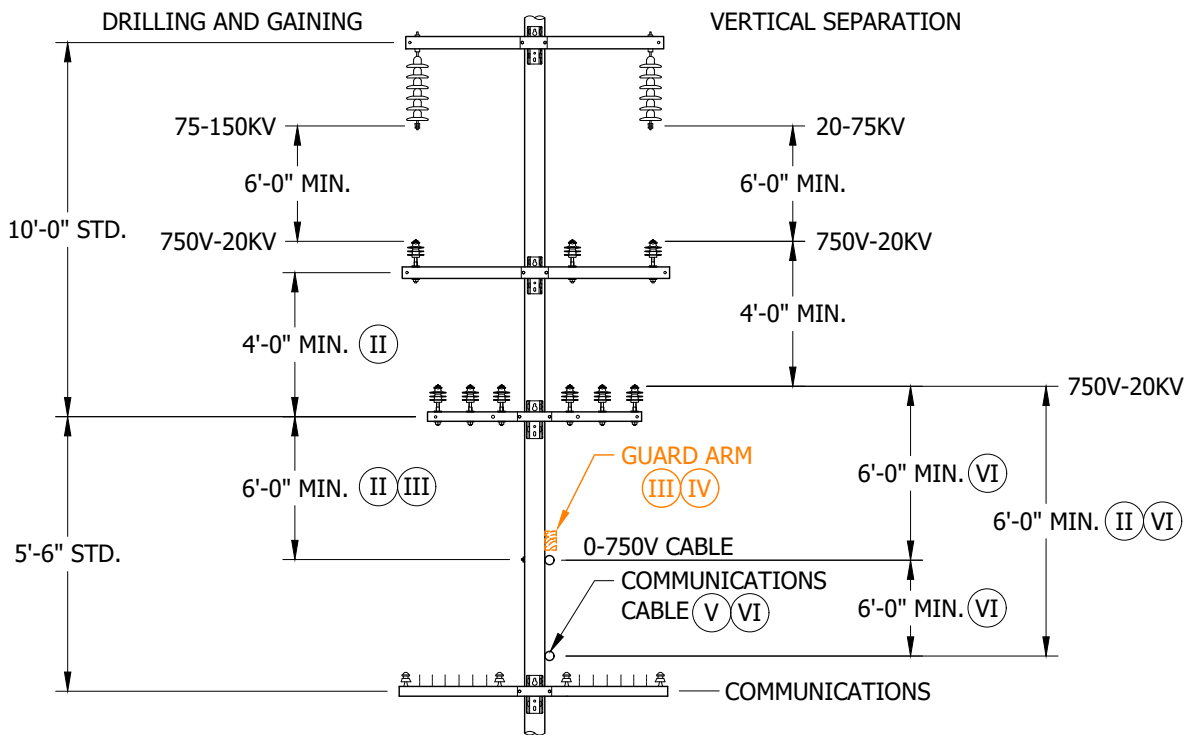 DRILLING AND GAINING
VERTICAL SEPARATION
75-150KV
20-75KV
6'-0" MIN.
6'-0" MIN.
10'-0" STD.
750V-20KV
750V-20KV
4'-0" MIN.
4'-0" MIN. II
750V-20KV
GUARD ARM
III IV
6'-0" MIN. VI
6'-0" MIN. II III
6'-0" MIN. II VI
5'-6" STD.
0-750V CABLE
COMMUNICATIONS
CABLE V VI
6'-0" MIN. VI
COMMUNICATIONS